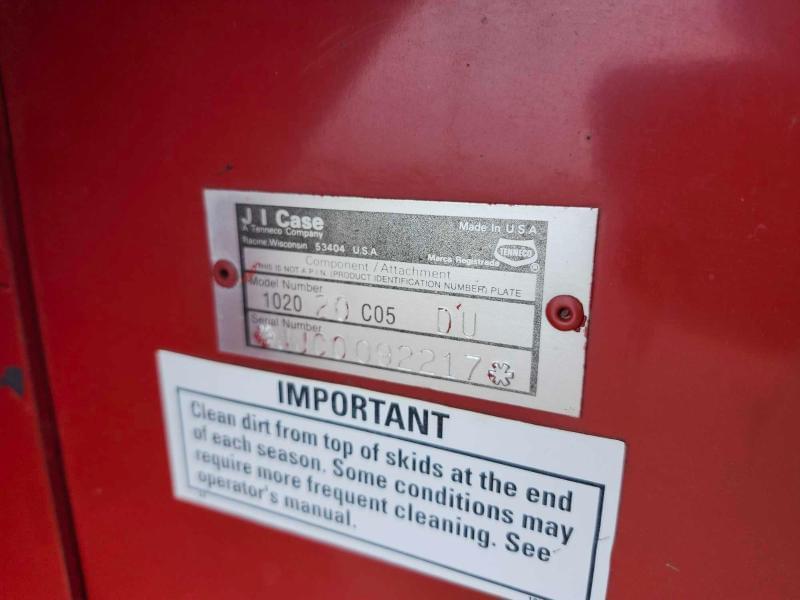 J I Case
A Tenneco Company
Racine, Wisconsin 53404 U.S.A.
Made in U S A
TENNECO
®
Marca Registrada
Component / Attachment
THIS IS NOT A P.I.N. (PRODUCT IDENTIFICATION NUMBER) PLATE
Model Number
1020 20 C05 DU
Serial Number
*JJC0092217*
IMPORTANT
Clean dirt from top of skids at the end
of each season. Some conditions may
require more frequent cleaning. See
operator's manual.